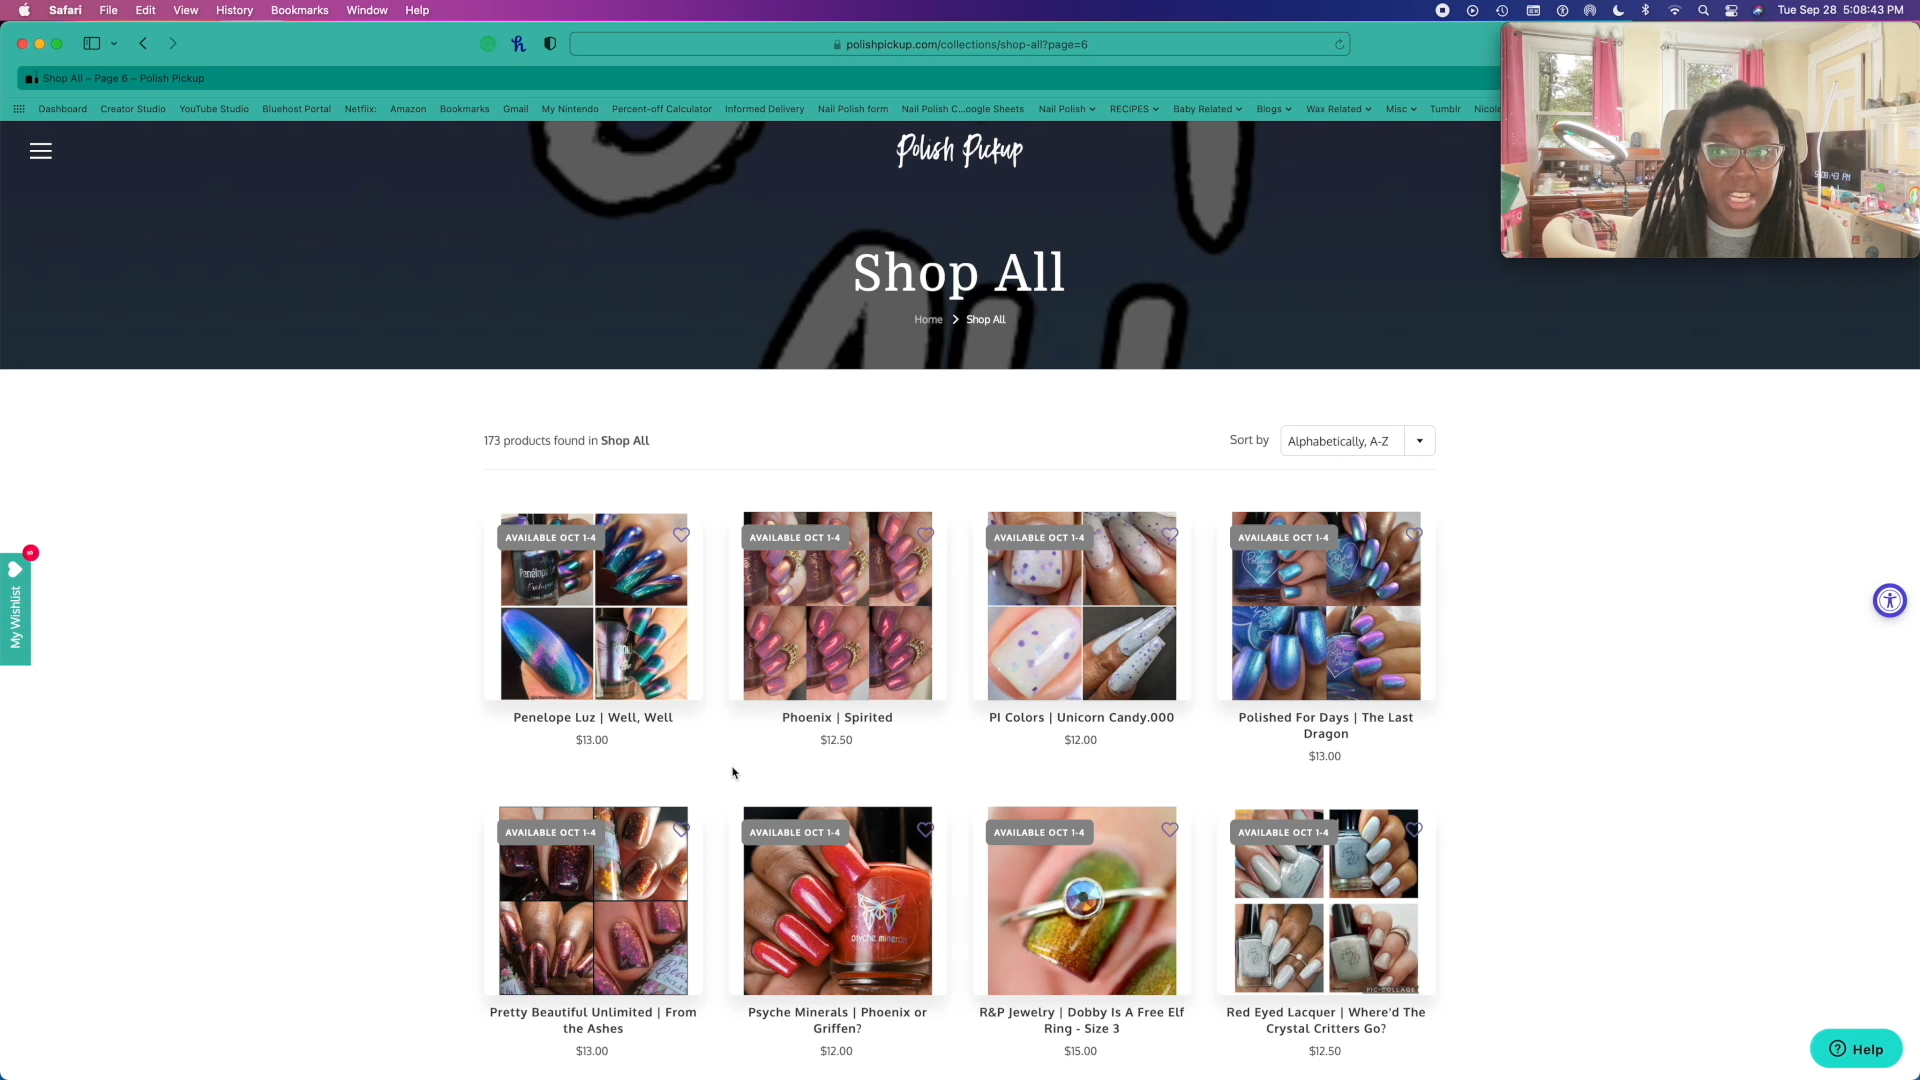 Safari File Edit View History Bookmarks Window Help
Tue Sep 28 5:08:43 PM
polishpickup.com/collections/shop-all?page=6
Shop All – Page 6 – Polish Pickup
Dashboard Creator Studio YouTube Studio Bluehost Portal Netflix: Amazon Bookmarks Gmail My Nintendo Percent-off Calculator Informed Delivery Nail Polish form Nail Polish C...oogle Sheets Nail Polish RECIPES Baby Related Blogs Wax Related Misc Tumblr Nicole
Polish Pickup
5:08:43 PM
Shop All
Home > Shop All
173 products found in Shop All
Sort by Alphabetically, A-Z
AVAILABLE OCT 1-4 AVAILABLE OCT 1-4 AVAILABLE OCT 1-4 AVAILABLE OCT 1-4
My Wishlist
Penelope Luz | Well, Well
$13.00
Phoenix | Spirited
$12.50
PI Colors | Unicorn Candy.000
$12.00
Polished For Days | The Last
Dragon
$13.00
AVAILABLE OCT 1-4 AVAILABLE OCT 1-4 AVAILABLE OCT 1-4 AVAILABLE OCT 1-4
psyche minerals
PIC-COLLAGE
Pretty Beautiful Unlimited | From
the Ashes
$13.00
Psyche Minerals | Phoenix or
Griffen?
$12.00
R&P Jewelry | Dobby Is A Free Elf
Ring - Size 3
$15.00
Red Eyed Lacquer | Where'd The
Crystal Critters Go?
$12.50
Help